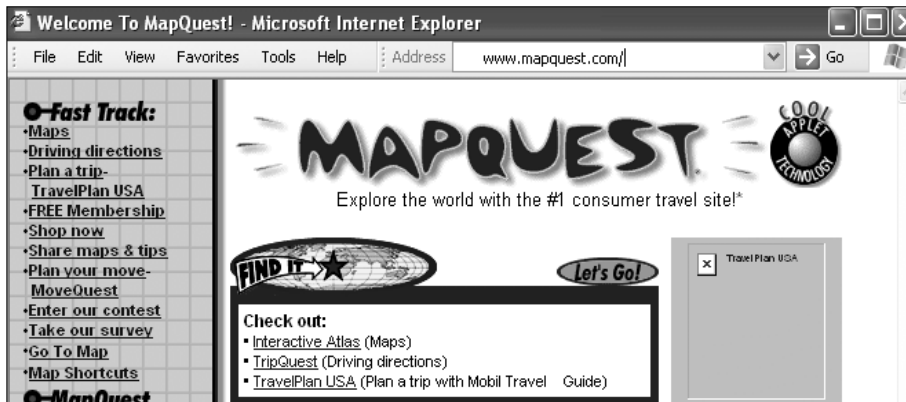 Welcome To MapQuest! - Microsoft Internet Explorer
File Edit View Favorites Tools Help Address www.mapquest.com/ Go
Fast Track:
•Maps
•Driving directions
•Plan a trip-
TravelPlan USA
•FREE Membership
•Shop now
•Share maps & tips
•Plan your move-
MoveQuest
•Enter our contest
•Take our survey
•Go To Map
•Map Shortcuts
MapQuest
MAPQUEST
COOL
APPLET
TECHNOLOGY
Explore the world with the #1 consumer travel site!*
FIND IT
Let's Go!
Check out:
▪ Interactive Atlas (Maps)
▪ TripQuest (Driving directions)
▪ TravelPlan USA (Plan a trip with Mobil Travel Guide)
TravelPlan USA